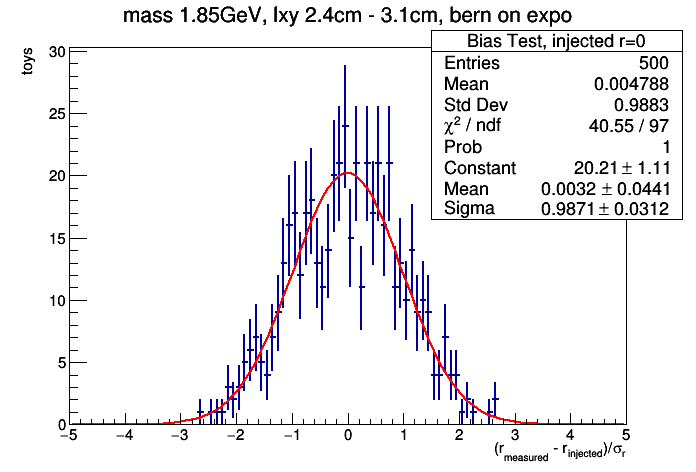 mass 1.85GeV, lxy 2.4cm - 3.1cm, bern on expo
Bias Test, injected r=0
Entries 500
Mean 0.004788
Std Dev 0.9883
χ² / ndf 40.55 / 97
Prob 1
Constant 20.21 ± 1.11
Mean 0.0032 ± 0.0441
Sigma 0.9871 ± 0.0312
toys
30
25
20
15
10
5
0
−5 −4 −3 −2 −1 0 1 2 3 4 5
(r_measured - r_injected)/σ_r